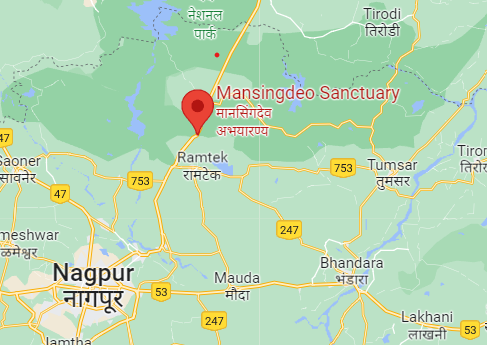 नेशनल
पार्क
Tirodi
तिरोडी
Mansingdeo Sanctuary
मानसिंगदेव
अभयारण्य
47
Saoner
सावनेर
Ramtek
रामटेक
753
753
Tumsar
तुमसर
Tiro
तिरो
47
247
meshwar
ळमेश्वर
Nagpur
नागपूर
53
Mauda
मौदा
Bhandara
भंडारा
247
Lakhani
लाखनी
53
Jamtha